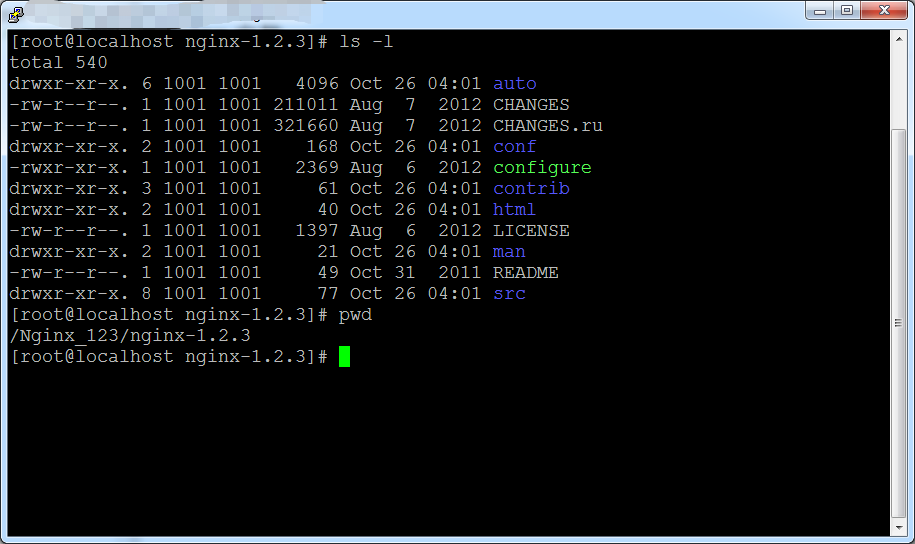 [root@localhost nginx-1.2.3]# ls -l
total 540
drwxr-xr-x. 6 1001 1001   4096 Oct 26 04:01 auto
-rw-r--r--. 1 1001 1001 211011 Aug  7  2012 CHANGES
-rw-r--r--. 1 1001 1001 321660 Aug  7  2012 CHANGES.ru
drwxr-xr-x. 2 1001 1001    168 Oct 26 04:01 conf
-rwxr-xr-x. 1 1001 1001   2369 Aug  6  2012 configure
drwxr-xr-x. 3 1001 1001     61 Oct 26 04:01 contrib
drwxr-xr-x. 2 1001 1001     40 Oct 26 04:01 html
-rw-r--r--. 1 1001 1001   1397 Aug  6  2012 LICENSE
drwxr-xr-x. 2 1001 1001     21 Oct 26 04:01 man
-rw-r--r--. 1 1001 1001     49 Oct 31  2011 README
drwxr-xr-x. 8 1001 1001     77 Oct 26 04:01 src
[root@localhost nginx-1.2.3]# pwd
/Nginx_123/nginx-1.2.3
[root@localhost nginx-1.2.3]#